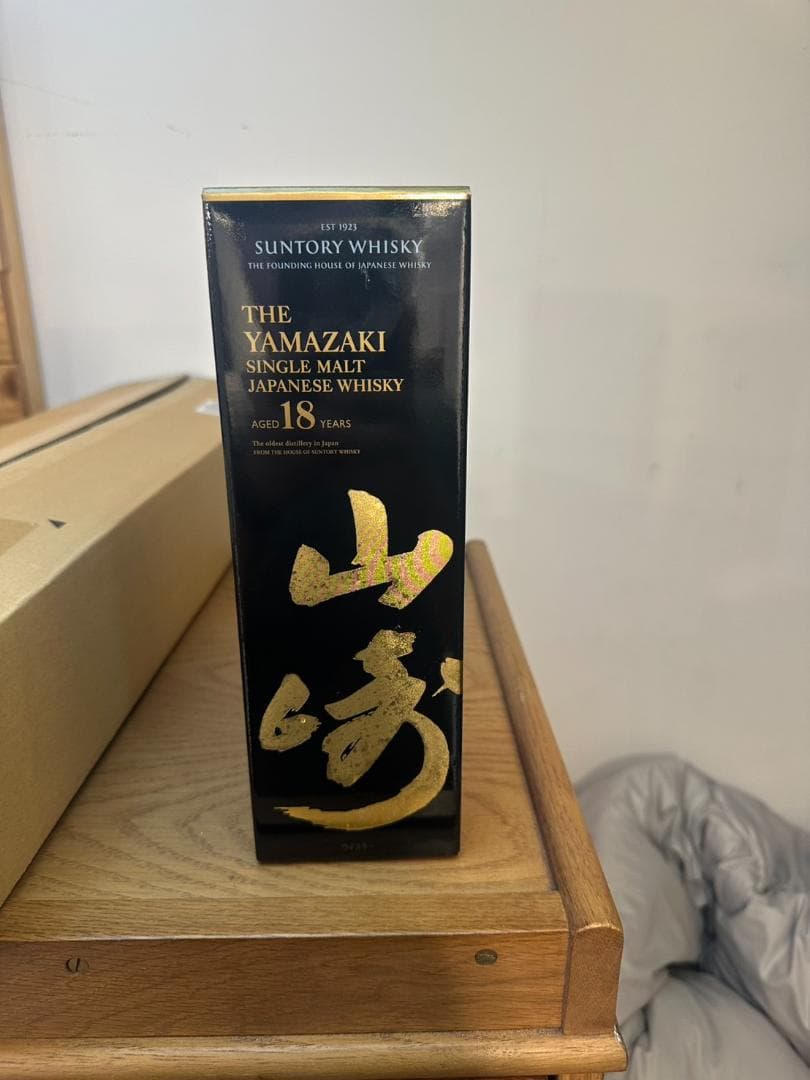 EST 1923
SUNTORY WHISKY
THE FOUNDING HOUSE OF JAPANESE WHISKY
THE
YAMAZAKI
SINGLE MALT
JAPANESE WHISKY
AGED 18 YEARS
The oldest distillery in Japan
FROM THE HOUSE OF SUNTORY WHISKY
山
崎